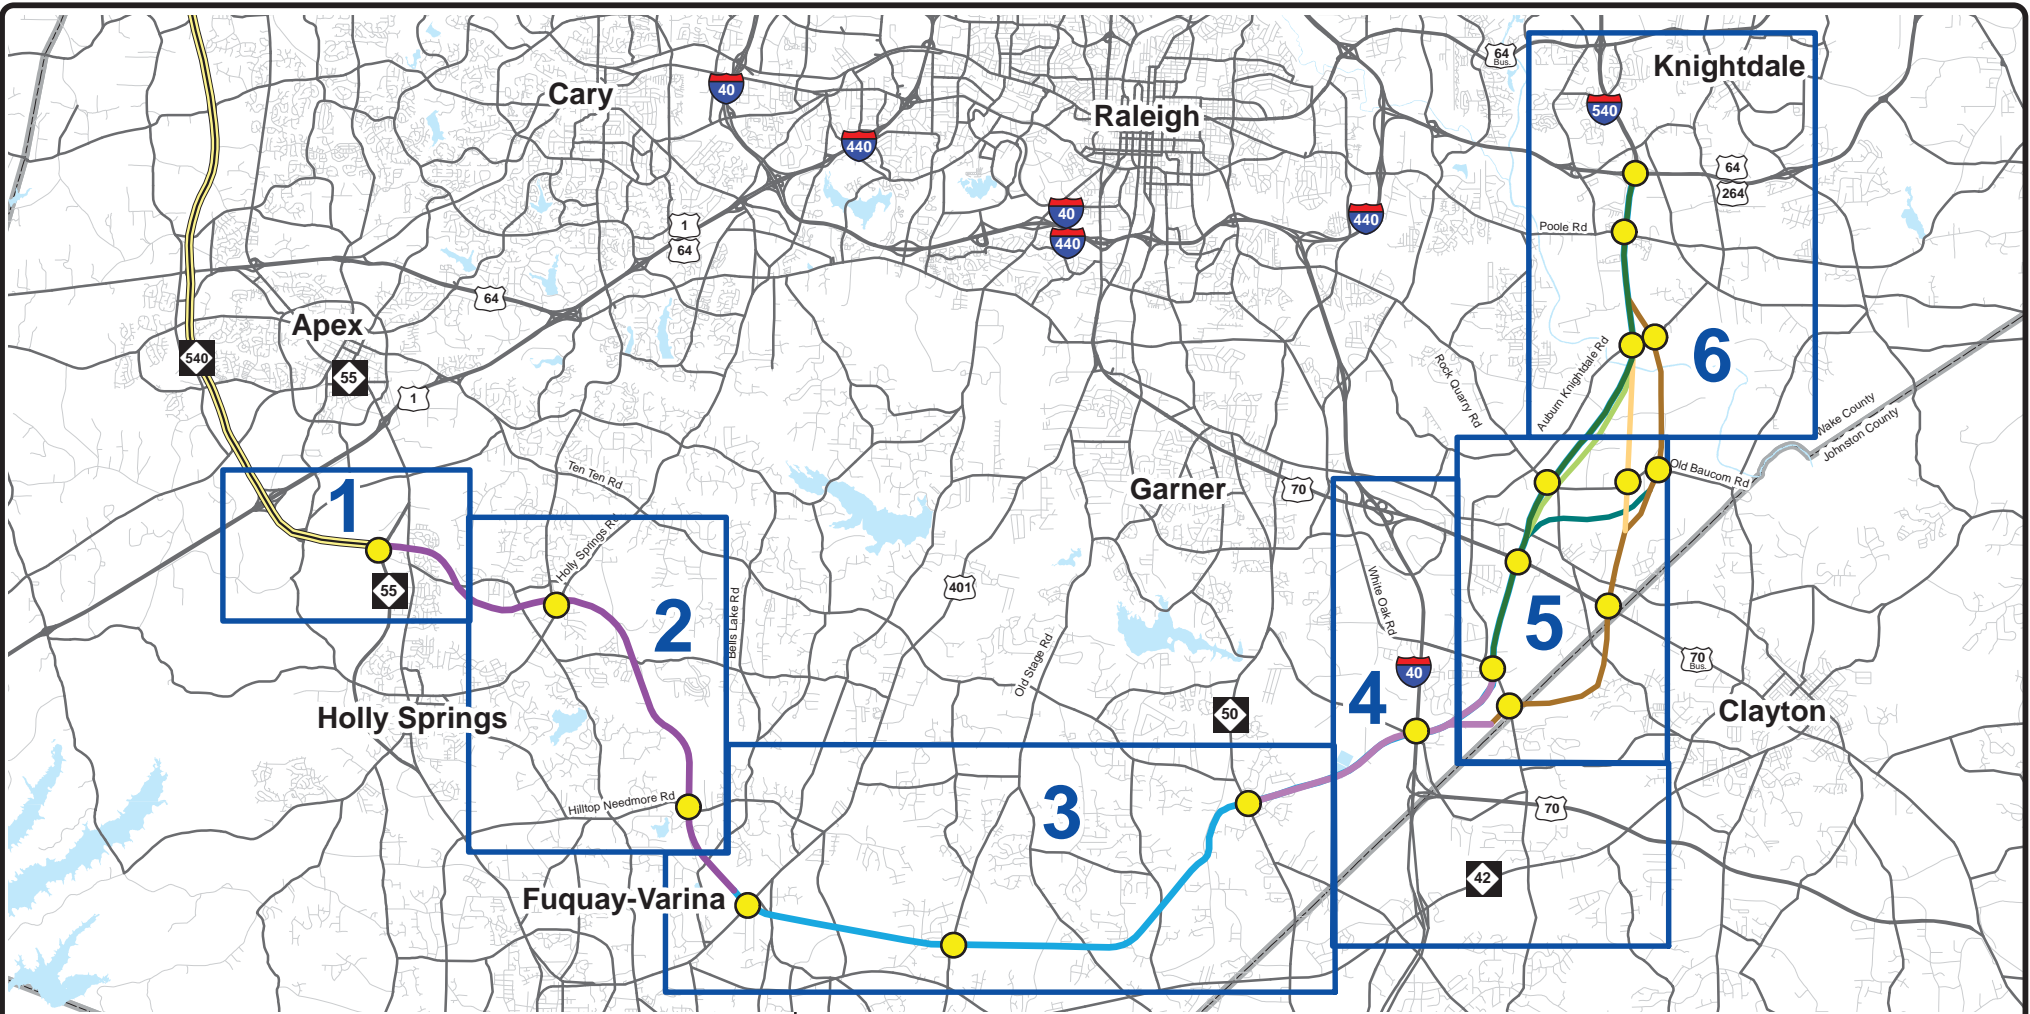 64
Bus.
Knightdale
Cary
40
540
Raleigh
440
64
264
40
440
440
1
64
Poole Rd
64
Apex
540
55
1
6
Auburn Knightdale Rd
Rock Quarry Rd
Wake County
Johnston County
Ten Ten Rd
Old Baucom Rd
1
Garner
70
Holly Springs Rd
55
401
White Oak Rd
2
Bells Lake Rd
5
Old Stage Rd
70
Bus.
40
4
Holly Springs
50
Clayton
Hilltop Needmore Rd
3
70
42
Fuquay-Varina